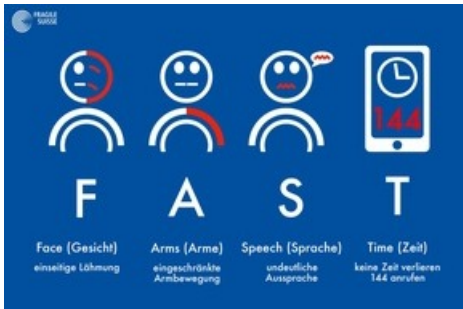 FRAGILE
SUISSE
144
F A S T
Face (Gesicht) Arms (Arme) Speech (Sprache) Time (Zeit)
einseitige Lähmung eingeschränkte undeutliche keine Zeit verlieren
Armbewegung Aussprache 144 anrufen